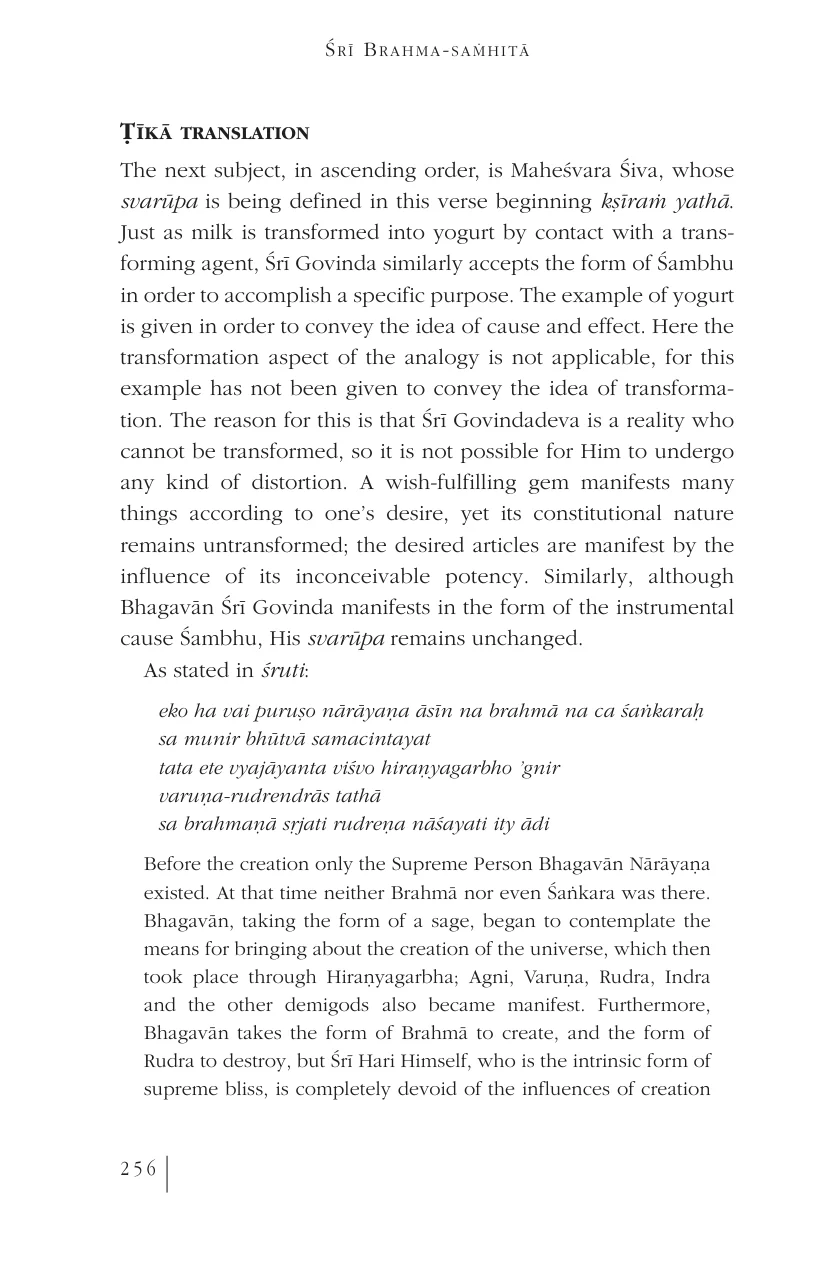 Śrī Brahma-saṁhitā
Ṭīkā translation
The next subject, in ascending order, is Maheśvara Śiva, whose
svarūpa is being defined in this verse beginning kṣīraṁ yathā.
Just as milk is transformed into yogurt by contact with a trans-
forming agent, Śrī Govinda similarly accepts the form of Śambhu
in order to accomplish a specific purpose. The example of yogurt
is given in order to convey the idea of cause and effect. Here the
transformation aspect of the analogy is not applicable, for this
example has not been given to convey the idea of transforma-
tion. The reason for this is that Śrī Govindadeva is a reality who
cannot be transformed, so it is not possible for Him to undergo
any kind of distortion. A wish-fulfilling gem manifests many
things according to one’s desire, yet its constitutional nature
remains untransformed; the desired articles are manifest by the
influence of its inconceivable potency. Similarly, although
Bhagavān Śrī Govinda manifests in the form of the instrumental
cause Śambhu, His svarūpa remains unchanged.
As stated in śruti:
eko ha vai puruṣo nārāyaṇa āsīn na brahmā na ca śaṅkaraḥ
sa munir bhūtvā samacintayat
tata ete vyajāyanta viśvo hiraṇyagarbho ’gnir
varuṇa-rudrendrās tathā
sa brahmaṇā sṛjati rudreṇa nāśayati ity ādi
Before the creation only the Supreme Person Bhagavān Nārāyaṇa
existed. At that time neither Brahmā nor even Śaṅkara was there.
Bhagavān, taking the form of a sage, began to contemplate the
means for bringing about the creation of the universe, which then
took place through Hiraṇyagarbha; Agni, Varuṇa, Rudra, Indra
and the other demigods also became manifest. Furthermore,
Bhagavān takes the form of Brahmā to create, and the form of
Rudra to destroy, but Śrī Hari Himself, who is the intrinsic form of
supreme bliss, is completely devoid of the influences of creation
256